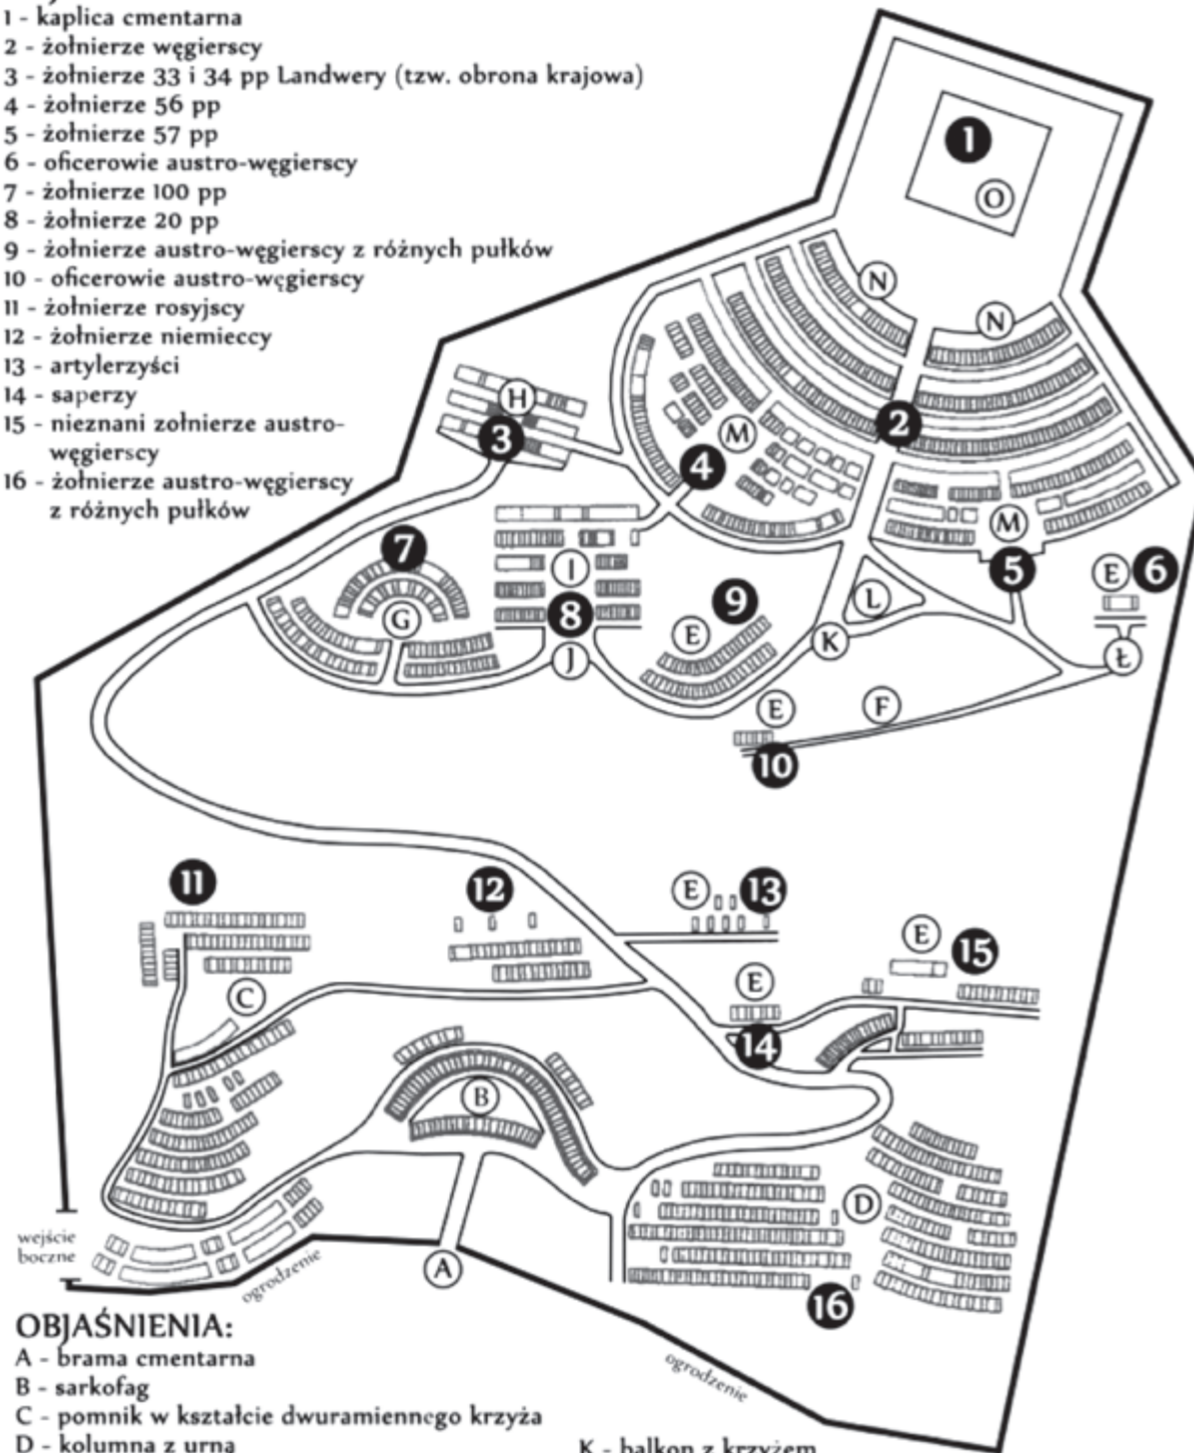 1 - kaplica cmentarna
2 - żołnierze węgierscy
3 - żołnierze 33 i 34 pp Landwery (tzw. obrona krajowa)
4 - żołnierze 56 pp
5 - żołnierze 57 pp
6 - oficerowie austro-węgierscy
7 - żołnierze 100 pp
8 - żołnierze 20 pp
9 - żołnierze austro-węgierscy z różnych pułków
10 - oficerowie austro-węgierscy
11 - żołnierze rosyjscy
12 - żołnierze niemieccy
13 - artylerzyści
14 - saperzy
15 - nieznani zołnierze austro-
węgierscy
16 - żołnierze austro-węgierscy
z różnych pułków
1
O
N
N
2
H
3
M
4
M
7
I
5
E 6
G
8
9
E
L
K
J
Ł
E
F
10
11
12
E 13
E
15
C
E
14
B
D
wejście
boczne
A
16
ogrodzenie
ogrodzenie
OBJAŚNIENIA:
A - brama cmentarna
B - sarkofag
C - pomnik w kształcie dwuramiennego krzyża
D - kolumna z urną
K - balkon z krzyżem